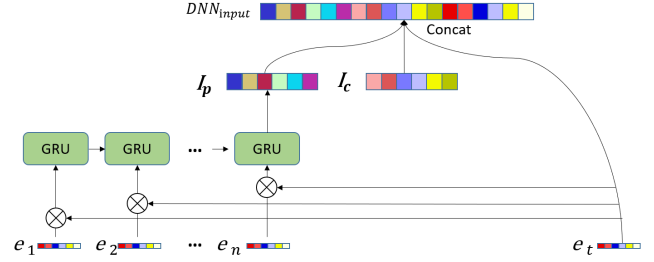 DNN_input
Concat
I_p I_c
GRU GRU ... GRU
e_1 e_2 ... e_n e_t